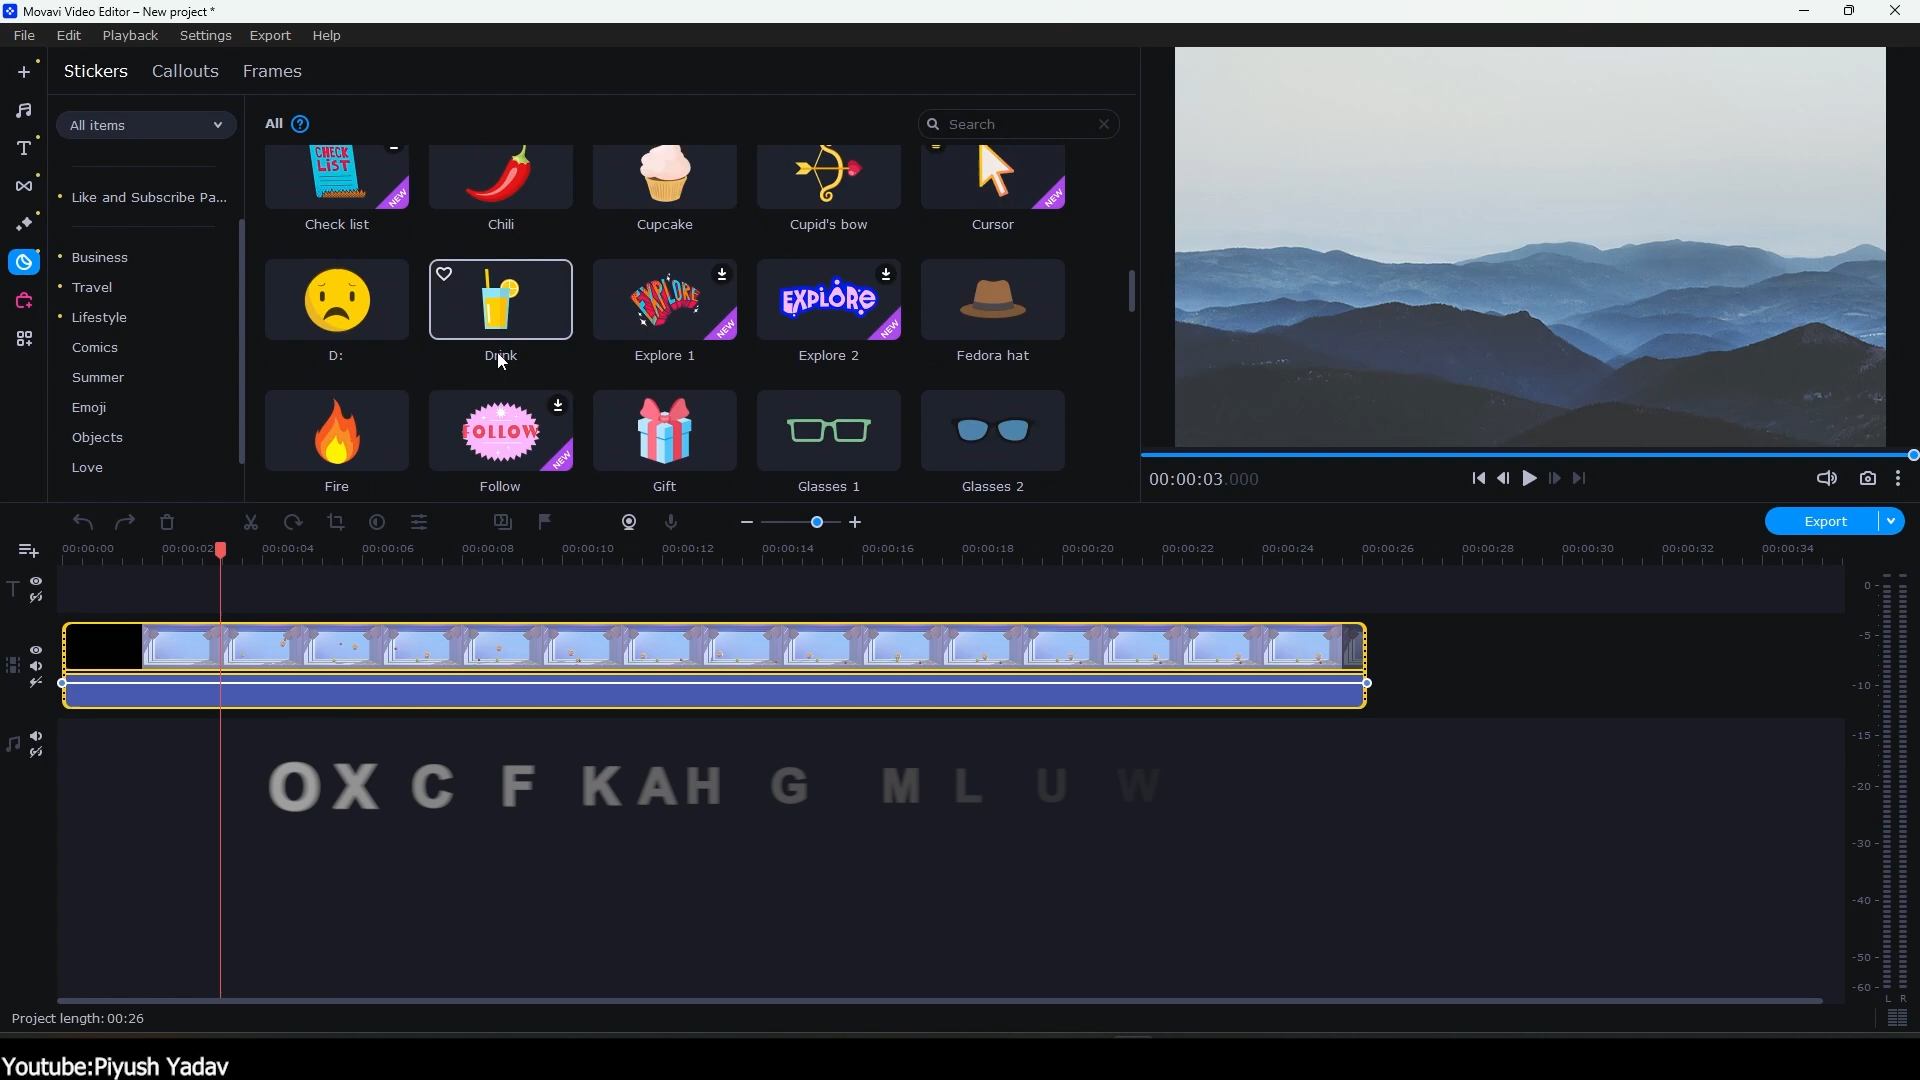 Movavi Video Editor – New project *
File Edit Playback Settings Export Help
Stickers Callouts Frames
All items
All
Search
Like and Subscribe Pa...
Business
Travel
Lifestyle
Comics
Summer
Emoji
Objects
Love
CHECK LIST
NEW
NEW
Check list Chili Cupcake Cupid's bow Cursor
EXPLORE
NEW
EXPLORE
NEW
D: Drink Explore 1 Explore 2 Fedora hat
FOLLOW
NEW
Fire Follow Gift Glasses 1 Glasses 2
00:00:03.000
Export
00:00:00 00:00:02 00:00:04 00:00:06 00:00:08 00:00:10 00:00:12 00:00:14 00:00:16 00:00:18 00:00:20 00:00:22 00:00:24 00:00:26 00:00:28 00:00:30 00:00:32 00:00:34
0
-5
-10
-15
-20
-30
-40
-50
-60
L R
O X C F K A H G M L U W
Project length: 00:26
Youtube:Piyush Yadav